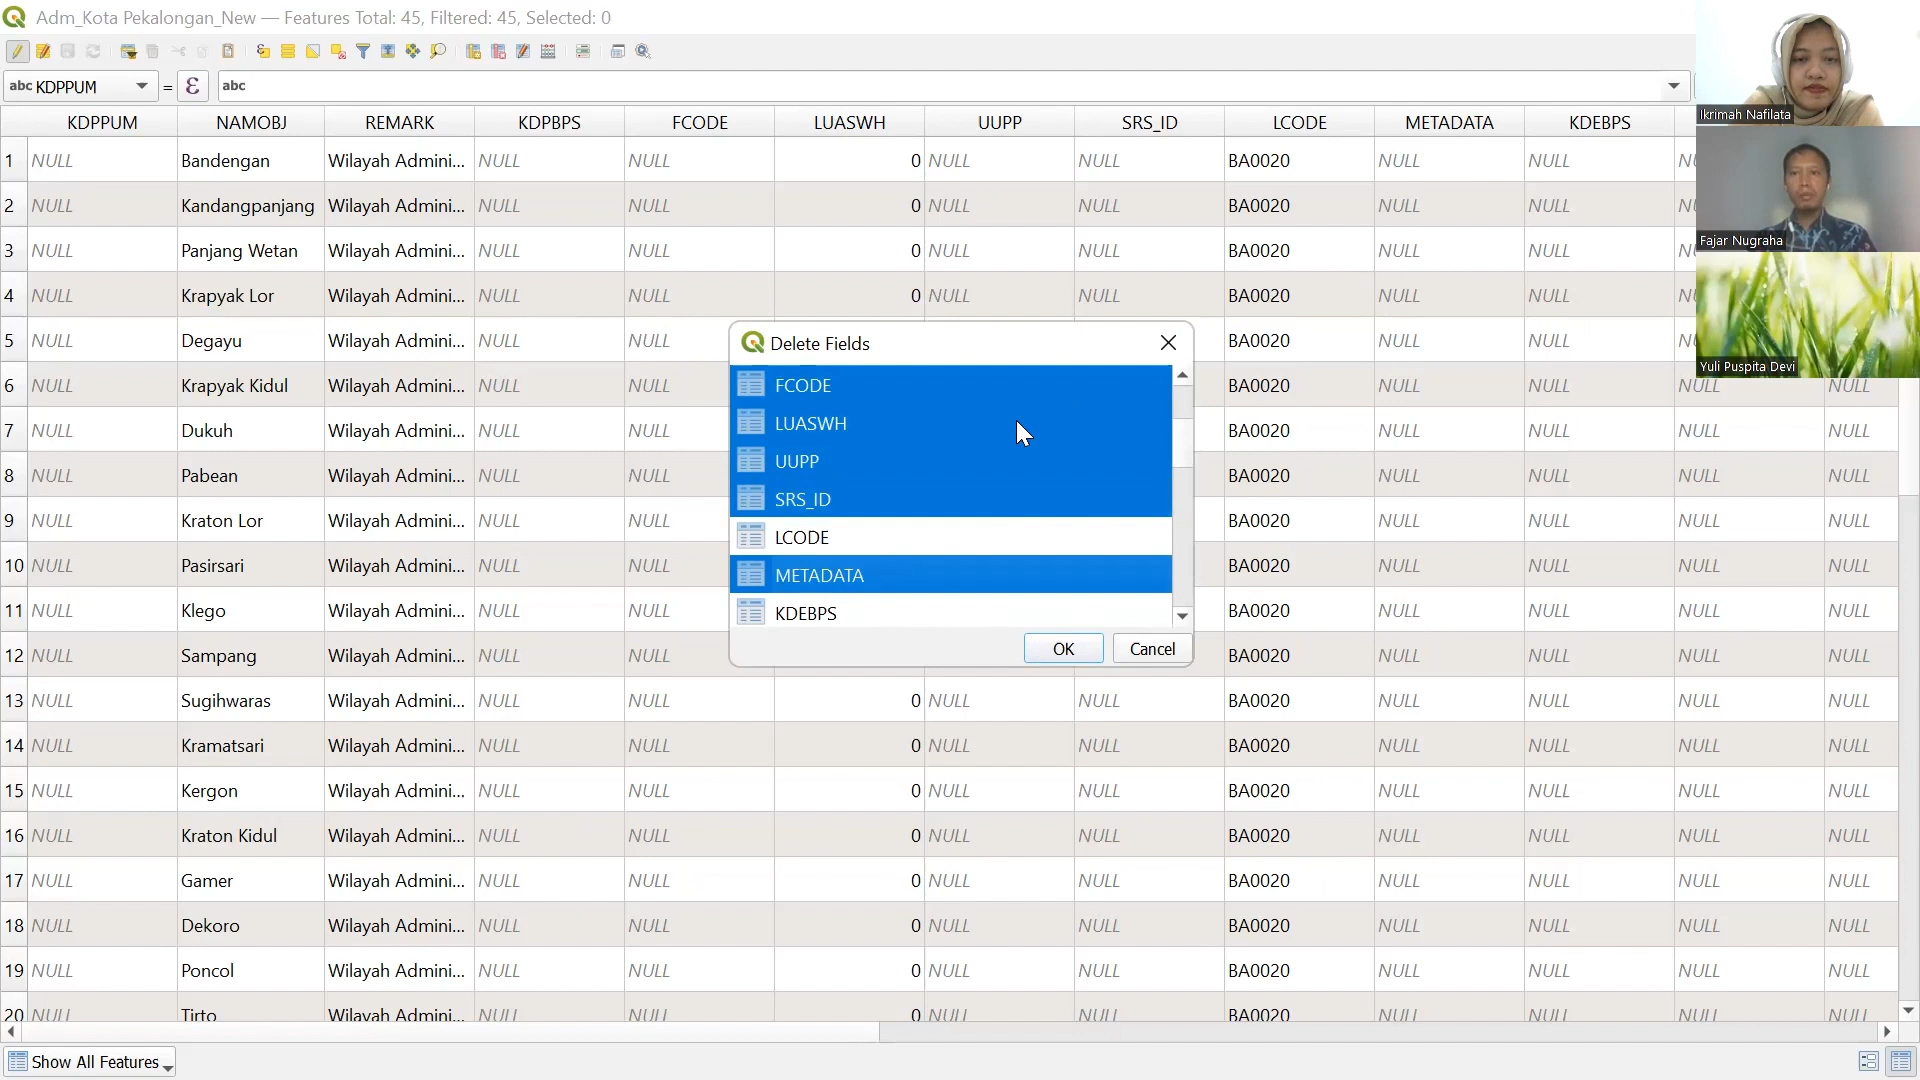 Adm_Kota Pekalongan_New — Features Total: 45, Filtered: 45, Selected: 0
abc KDPPUM = ε abc
KDPPUM NAMOBJ REMARK KDPBPS FCODE LUASWH UUPP SRS_ID LCODE METADATA KDEBPS
1 NULL Bandengan Wilayah Admini... NULL NULL 0 NULL NULL BA0020 NULL NULL
2 NULL Kandangpanjang Wilayah Admini... NULL NULL 0 NULL NULL BA0020 NULL NULL
3 NULL Panjang Wetan Wilayah Admini... NULL NULL 0 NULL NULL BA0020 NULL NULL
4 NULL Krapyak Lor Wilayah Admini... NULL NULL 0 NULL NULL BA0020 NULL NULL
5 NULL Degayu Wilayah Admini... NULL NULL BA0020 NULL NULL
6 NULL Krapyak Kidul Wilayah Admini... NULL NULL BA0020 NULL NULL NULL NULL
7 NULL Dukuh Wilayah Admini... NULL NULL BA0020 NULL NULL NULL NULL
8 NULL Pabean Wilayah Admini... NULL NULL BA0020 NULL NULL NULL NULL
9 NULL Kraton Lor Wilayah Admini... NULL NULL BA0020 NULL NULL NULL NULL
10 NULL Pasirsari Wilayah Admini... NULL NULL BA0020 NULL NULL NULL NULL
11 NULL Klego Wilayah Admini... NULL NULL BA0020 NULL NULL NULL NULL
12 NULL Sampang Wilayah Admini... NULL NULL BA0020 NULL NULL NULL NULL
13 NULL Sugihwaras Wilayah Admini... NULL NULL 0 NULL NULL BA0020 NULL NULL NULL NULL
14 NULL Kramatsari Wilayah Admini... NULL NULL 0 NULL NULL BA0020 NULL NULL NULL NULL
15 NULL Kergon Wilayah Admini... NULL NULL 0 NULL NULL BA0020 NULL NULL NULL NULL
16 NULL Kraton Kidul Wilayah Admini... NULL NULL 0 NULL NULL BA0020 NULL NULL NULL NULL
17 NULL Gamer Wilayah Admini... NULL NULL 0 NULL NULL BA0020 NULL NULL NULL NULL
18 NULL Dekoro Wilayah Admini... NULL NULL 0 NULL NULL BA0020 NULL NULL NULL NULL
19 NULL Poncol Wilayah Admini... NULL NULL 0 NULL NULL BA0020 NULL NULL NULL NULL
20 NULL Tirto Wilayah Admini... NULL NULL 0 NULL NULL BA0020 NULL NULL NULL NULL
Delete Fields
FCODE
LUASWH
UUPP
SRS_ID
LCODE
METADATA
KDEBPS
OK Cancel
Show All Features
Ikrimah Nafilata
Fajar Nugraha
Yuli Puspita Devi